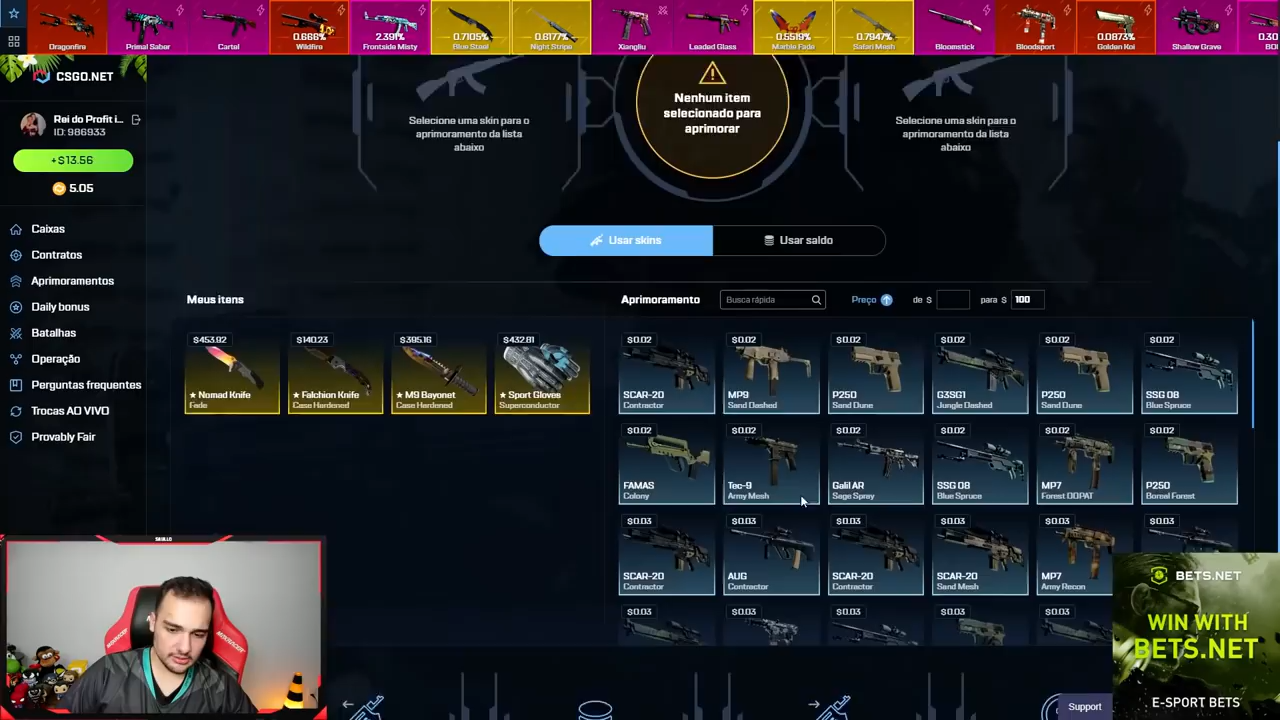 Dragonfire
Primal Saber
Cartel
0.666%
Wildfire
2.391%
Frontside Misty
0.7105%
Blue Steel
0.6177%
Night Stripe
Xiangliu
Leaded Glass
0.5519%
Marble Fade
0.7947%
Safari Mesh
Bloomstick
Bloodsport
0.0873%
Golden Koi
Shallow Grave
0.30
CSGO.NET
Rei do Profit i...
ID: 986933
+$13.56
5.05
Caixas
Contratos
Aprimoramentos
Daily bonus
Batalhas
Operação
Perguntas frequentes
Trocas AO VIVO
Provably Fair
Selecione uma skin para o
aprimoramento da lista
abaixo
Nenhum item
selecionado para
aprimorar
Selecione uma skin para o
aprimoramento da lista
abaixo
Usar skins
Usar saldo
Meus itens
Aprimoramento
Busca rápida
Preço
de $
para $
100
$453.92
★ Nomad Knife
Fade
$140.23
★ Falchion Knife
Case Hardened
$395.16
★ M9 Bayonet
Case Hardened
$432.81
★ Sport Gloves
Superconductor
$0.02
SCAR-20
Contractor
$0.02
MP9
Sand Dashed
$0.02
P250
Sand Dune
$0.02
G3SG1
Jungle Dashed
$0.02
P250
Sand Dune
$0.02
SSG 08
Blue Spruce
$0.02
FAMAS
Colony
$0.02
Tec-9
Army Mesh
$0.02
Galil AR
Sage Spray
$0.02
SSG 08
Blue Spruce
$0.02
MP7
Forest DDPAT
$0.02
P250
Boreal Forest
$0.03
SCAR-20
Contractor
$0.03
AUG
Contractor
$0.03
SCAR-20
Contractor
$0.03
SCAR-20
Sand Mesh
$0.03
MP7
Army Recon
$0.03
$0.03
$0.03
$0.03
$0.03
$0.03
$0.03
SKULLO
BETS.NET
WIN WITH
BETS.NET
E-SPORT BETS
Support